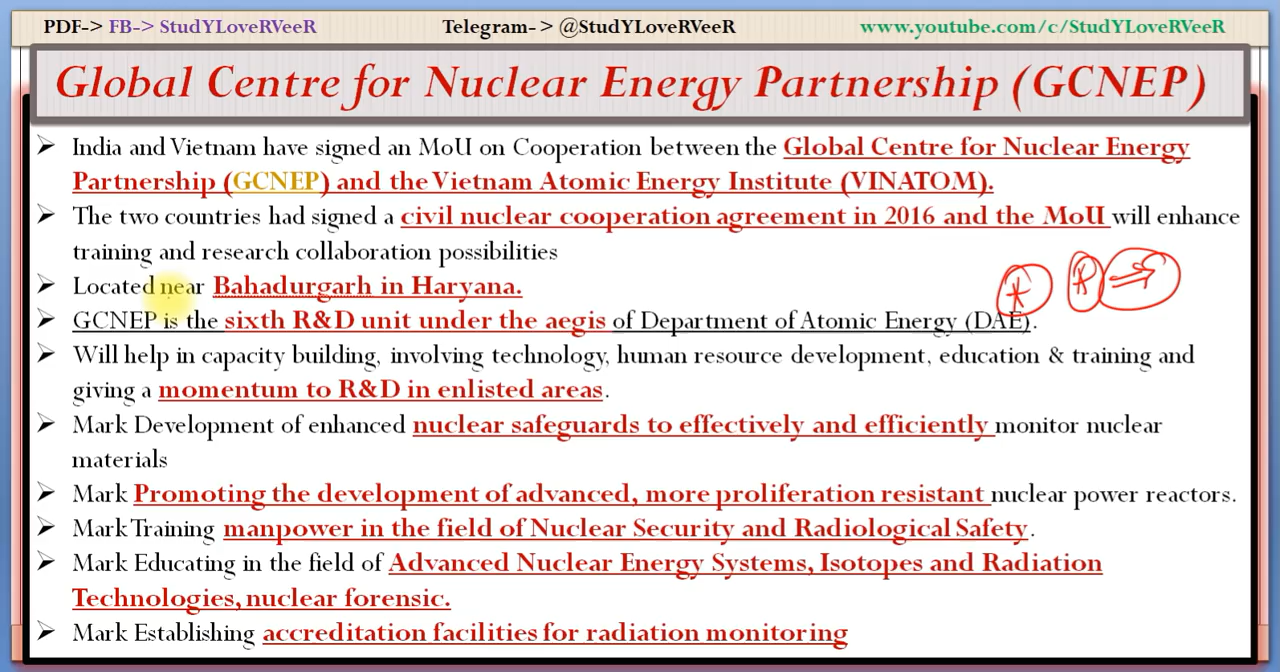 PDF-> FB-> StudYLoveRVeeR Telegram- > @StudYLoveRVeeR www.youtube.com/c/StudYLoveRVeeR
Global Centre for Nuclear Energy Partnership (GCNEP)
India and Vietnam have signed an MoU on Cooperation between the Global Centre for Nuclear Energy
Partnership (GCNEP) and the Vietnam Atomic Energy Institute (VINATOM).
The two countries had signed a civil nuclear cooperation agreement in 2016 and the MoU will enhance
training and research collaboration possibilities
Located near Bahadurgarh in Haryana.
GCNEP is the sixth R&D unit under the aegis of Department of Atomic Energy (DAE).
Will help in capacity building, involving technology, human resource development, education & training and
giving a momentum to R&D in enlisted areas.
Mark Development of enhanced nuclear safeguards to effectively and efficiently monitor nuclear
materials
Mark Promoting the development of advanced, more proliferation resistant nuclear power reactors.
Mark Training manpower in the field of Nuclear Security and Radiological Safety.
Mark Educating in the field of Advanced Nuclear Energy Systems, Isotopes and Radiation
Technologies, nuclear forensic.
Mark Establishing accreditation facilities for radiation monitoring